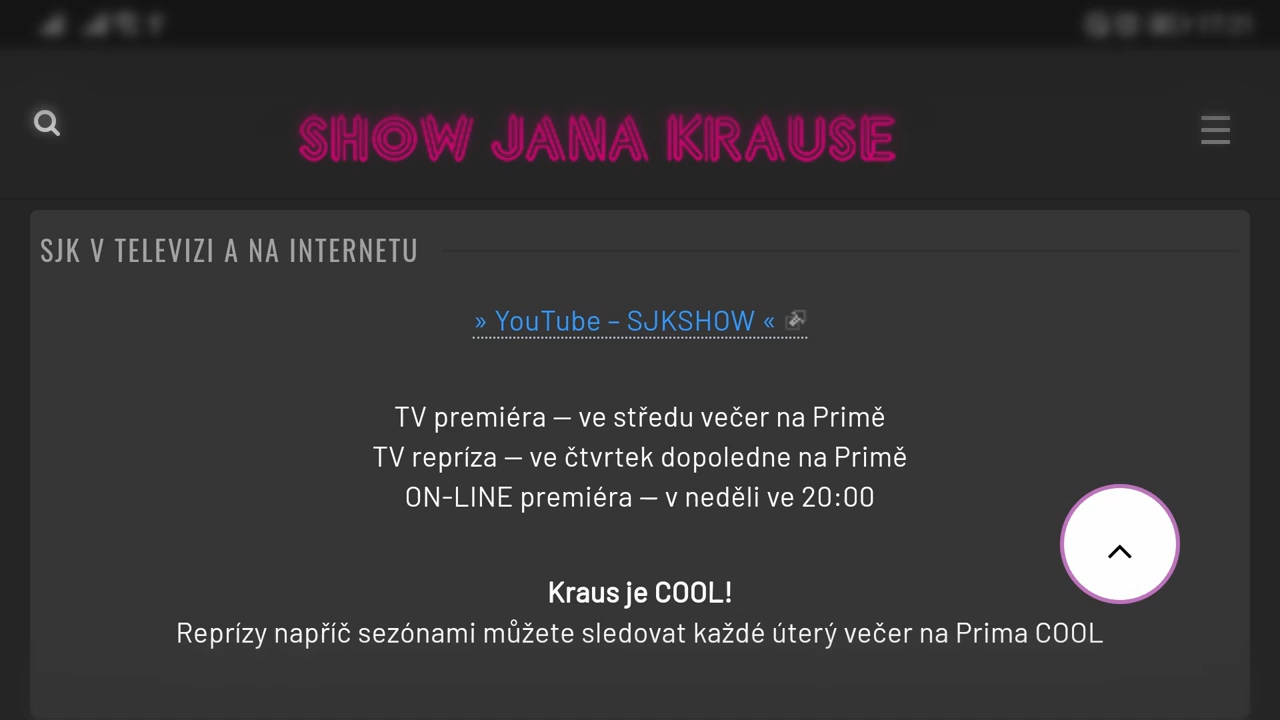 SHOW JANA KRAUSE
SJK V TELEVIZI A NA INTERNETU
» YouTube – SJKSHOW «
TV premiéra — ve středu večer na Primě
TV repríza — ve čtvrtek dopoledne na Primě
ON-LINE premiéra — v neděli ve 20:00
Kraus je COOL!
Reprízy napříč sezónami můžete sledovat každé úterý večer na Prima COOL